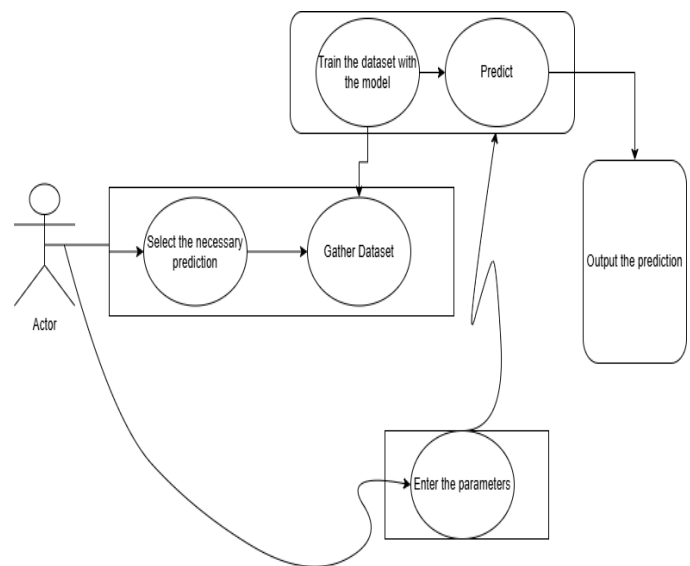 Train the dataset with
the model
Predict
Select the necessary
prediction
Gather Dataset
Output the prediction
Actor
Enter the parameters